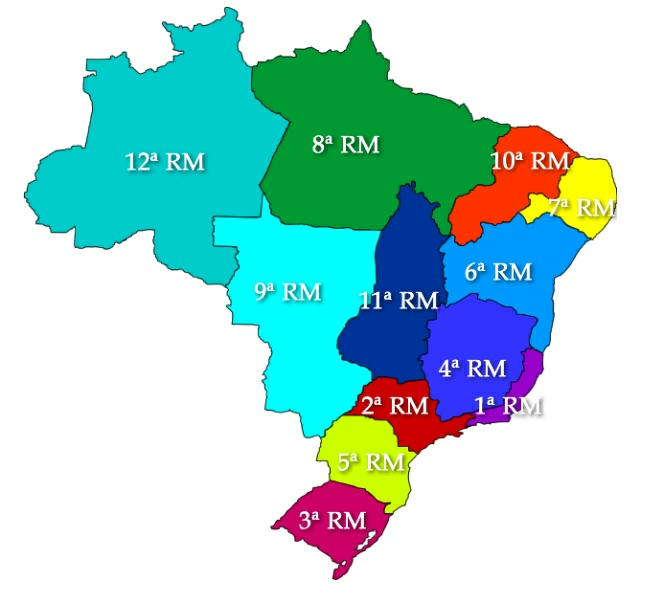 8ª RM
12ª RM
10ª RM
7ª RM
6ª RM
9ª RM
11ª RM
4ª RM
2ª RM
1ª RM
5ª RM
3ª RM